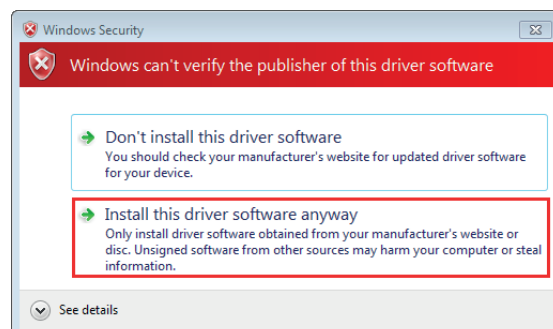 Windows Security
Windows can't verify the publisher of this driver software
Don't install this driver software
You should check your manufacturer's website for updated driver software
for your device.
Install this driver software anyway
Only install driver software obtained from your manufacturer's website or
disc. Unsigned software from other sources may harm your computer or steal
information.
See details